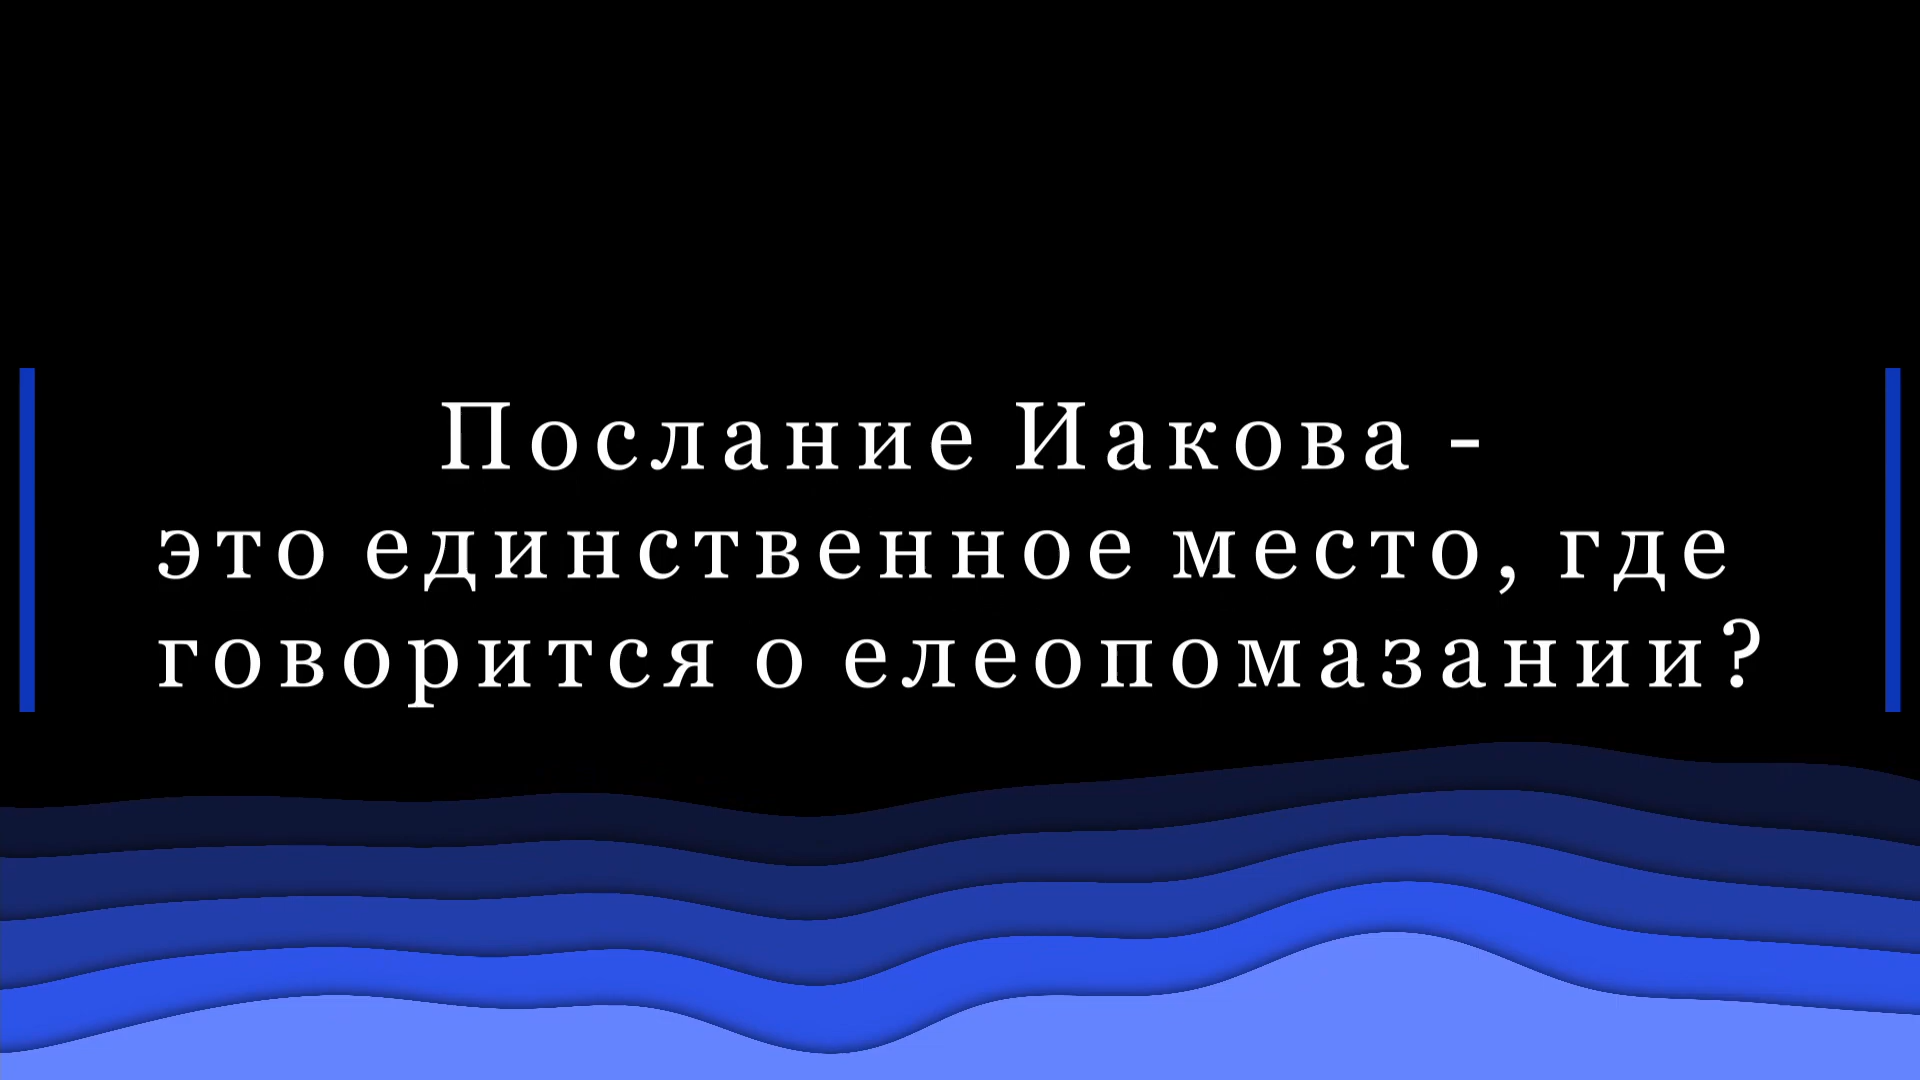 Послание Иакова -
это единственное место, где
говорится о елеопомазании?